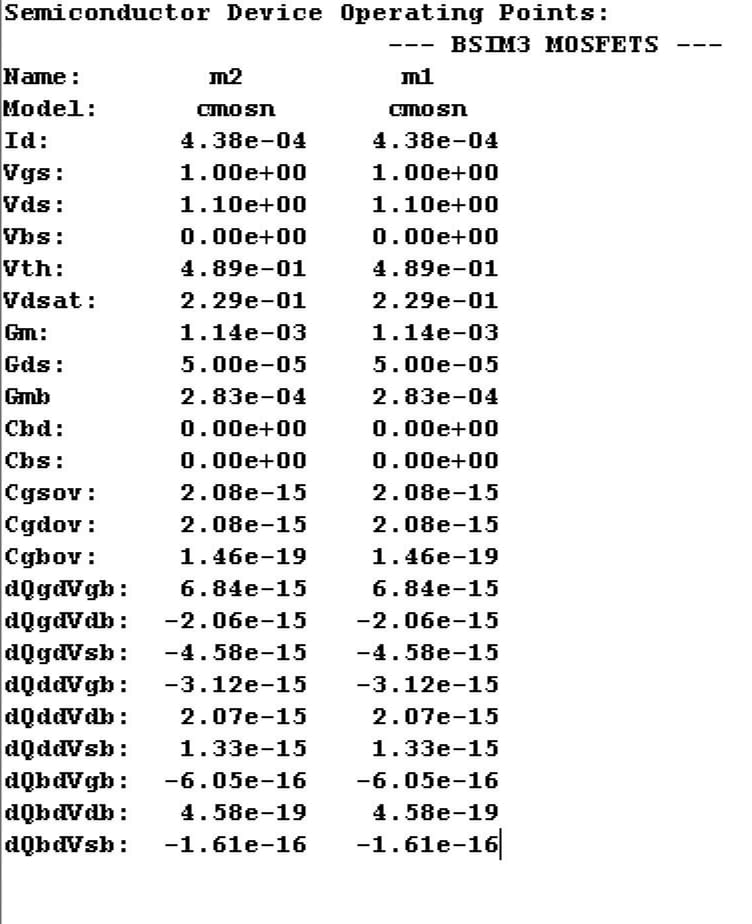 Semiconductor Device Operating Points:
--- BSIM3 MOSFETS ---
Name: m2 m1
Model: cmosn cmosn
Id: 4.38e-04 4.38e-04
Vgs: 1.00e+00 1.00e+00
Vds: 1.10e+00 1.10e+00
Vbs: 0.00e+00 0.00e+00
Vth: 4.89e-01 4.89e-01
Vdsat: 2.29e-01 2.29e-01
Gm: 1.14e-03 1.14e-03
Gds: 5.00e-05 5.00e-05
Gmb 2.83e-04 2.83e-04
Cbd: 0.00e+00 0.00e+00
Cbs: 0.00e+00 0.00e+00
Cgsov: 2.08e-15 2.08e-15
Cgdov: 2.08e-15 2.08e-15
Cgbov: 1.46e-19 1.46e-19
dQgdVgb: 6.84e-15 6.84e-15
dQgdVdb: -2.06e-15 -2.06e-15
dQgdVsb: -4.58e-15 -4.58e-15
dQddVgb: -3.12e-15 -3.12e-15
dQddVdb: 2.07e-15 2.07e-15
dQddVsb: 1.33e-15 1.33e-15
dQbdVgb: -6.05e-16 -6.05e-16
dQbdVdb: 4.58e-19 4.58e-19
dQbdVsb: -1.61e-16 -1.61e-16